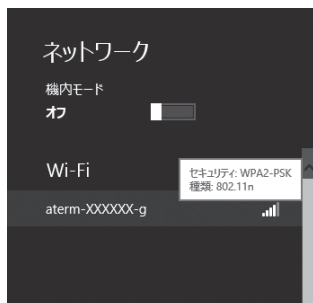 ネットワーク
機内モード
オフ
Wi-Fi
セキュリティ: WPA2-PSK
種類: 802.11n
aterm-XXXXXX-g